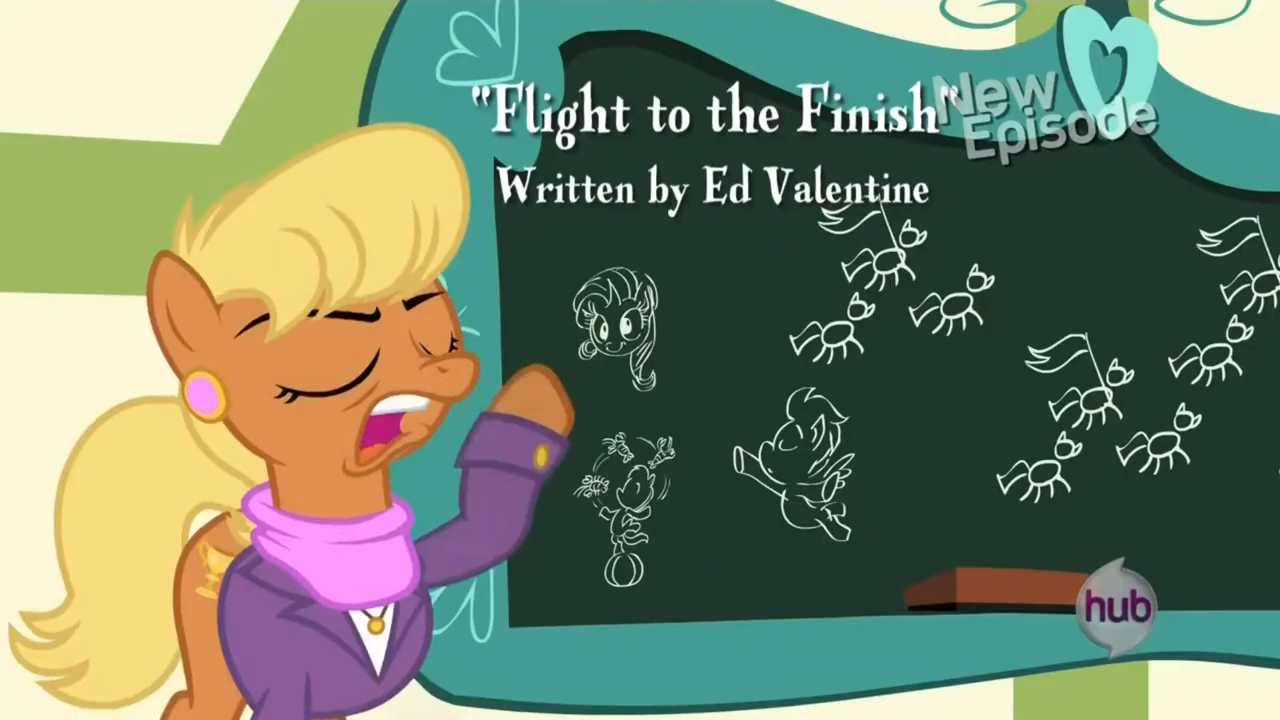 "Flight to the Finish"
Written by Ed Valentine
New
Episode
hub